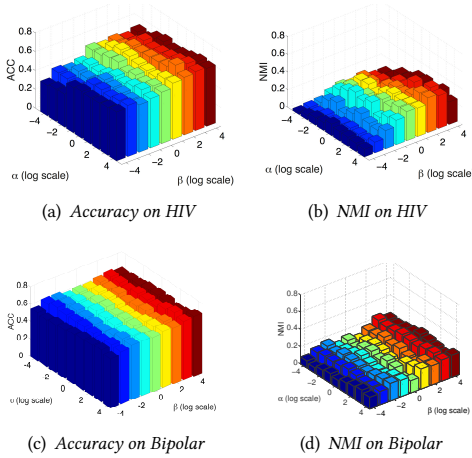 0.8
0.6
0.4
0.2
0
ACC
−4 −2 0 2 4
−4 −2 0 2 4
α (log scale)
β (log scale)
(a) Accuracy on HIV
0.8
0.6
0.4
0.2
0
NMI
−4 −2 0 2 4
−4 −2 0 2 4
α (log scale)
β (log scale
(b) NMI on HIV
0.8
0.6
0.4
0.2
0
ACC
−4 −2 0 2 4
−4 −2 0 2 4
(log scale)
β (log scale)
(c) Accuracy on Bipolar
0.8
0.6
0.4
0.2
0
NMI
−4 −2 0 2 4
−4 −2 0 2 4
α (log scale)
β (log scale)
(d) NMI on Bipolar